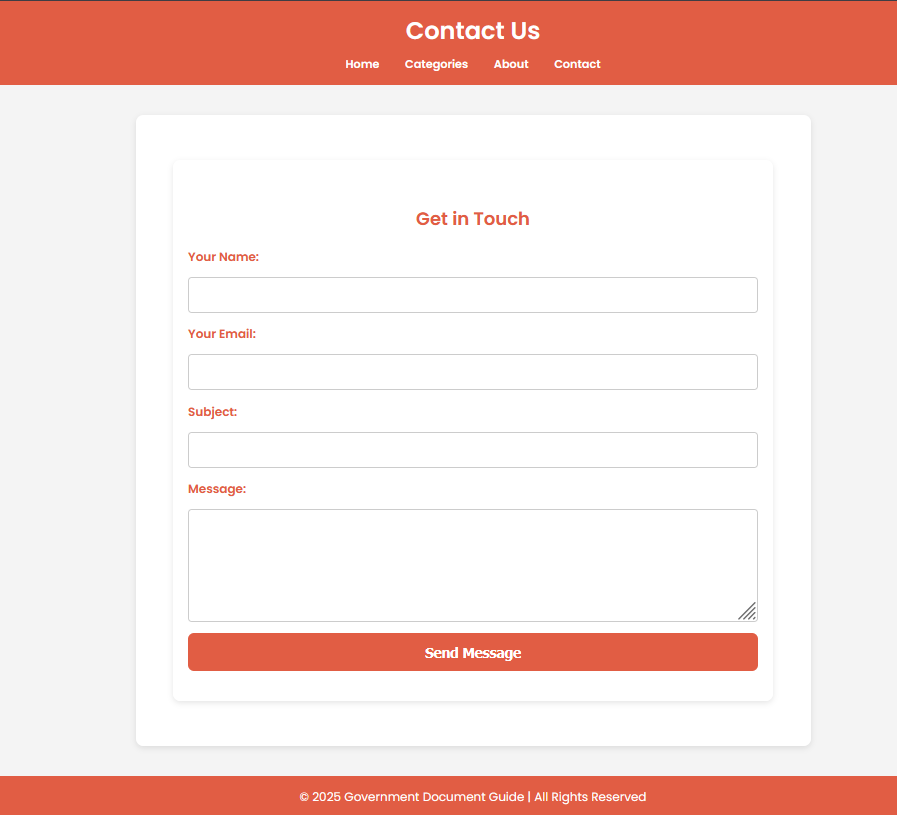 Contact Us
Home Categories About Contact
Get in Touch
Your Name:
Your Email:
Subject:
Message:
Send Message
© 2025 Government Document Guide | All Rights Reserved